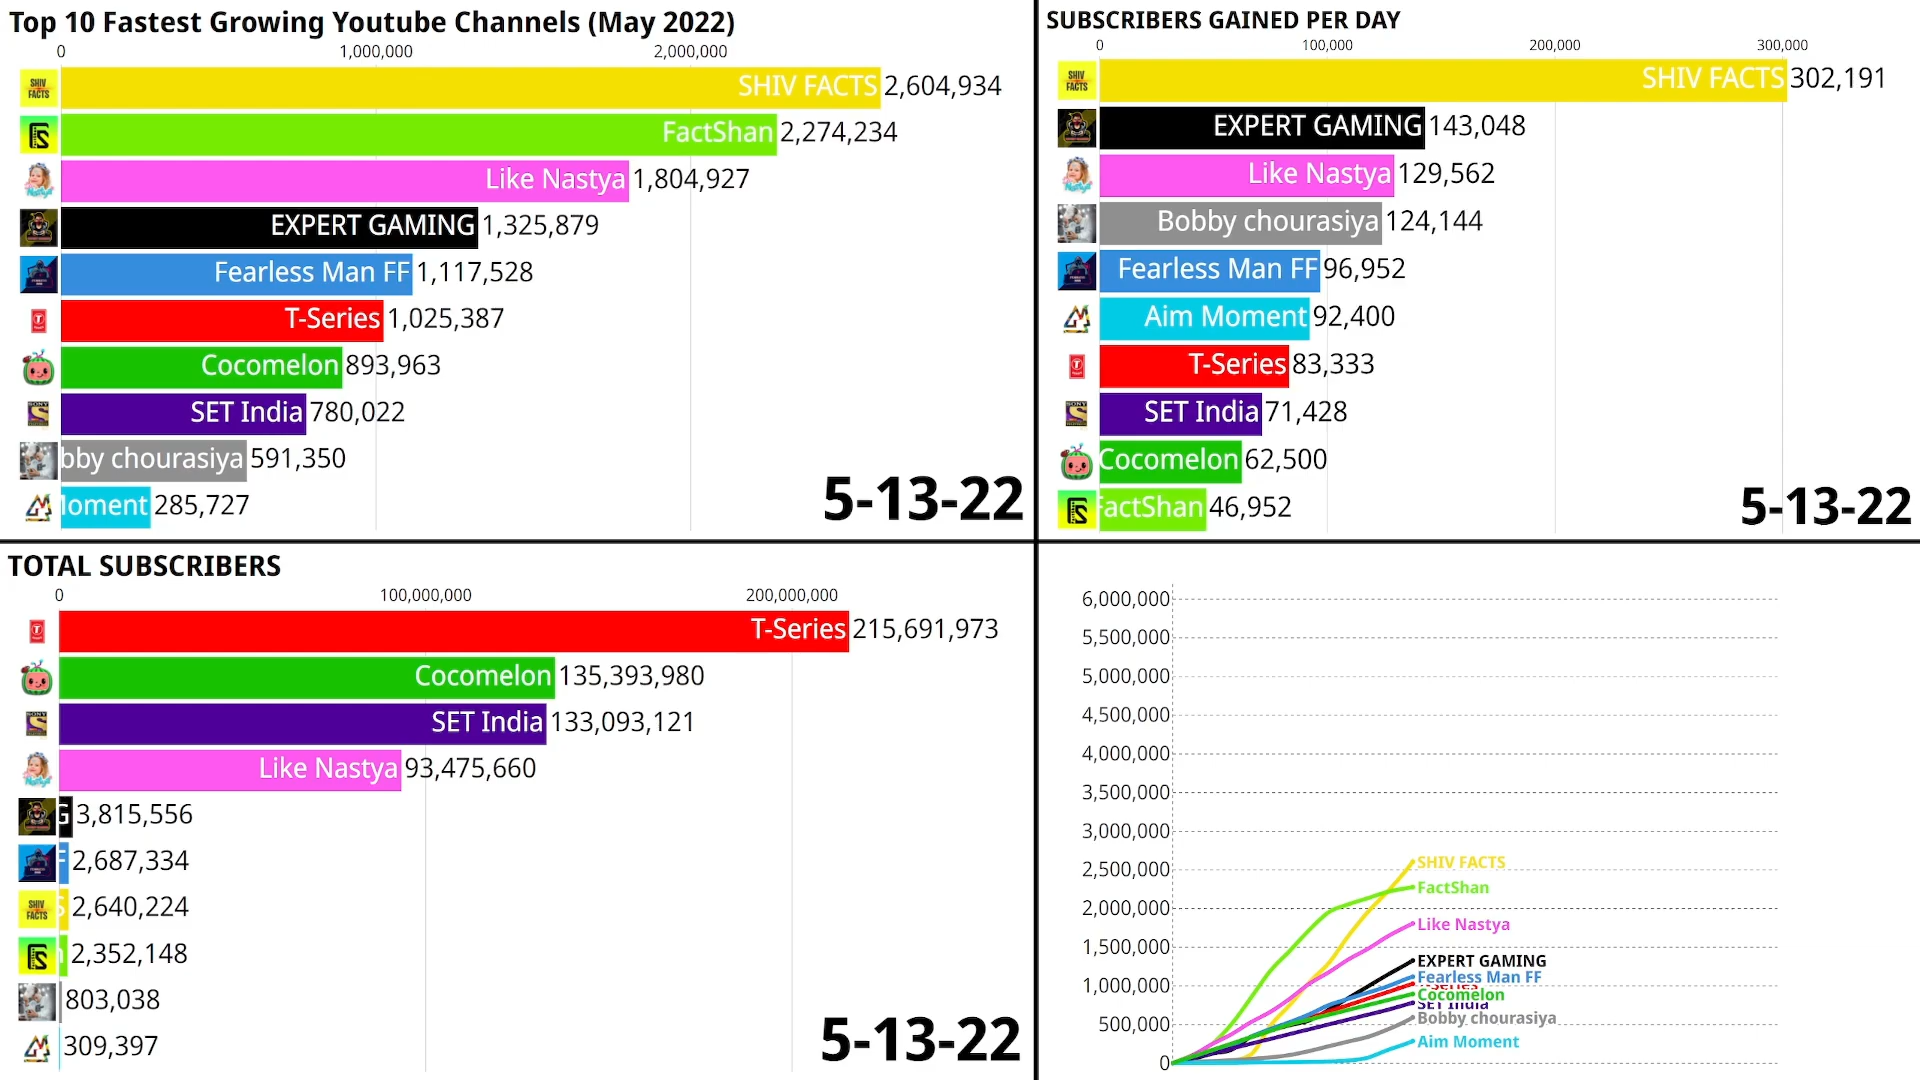 Top 10 Fastest Growing Youtube Channels (May 2022)
0 1,000,000 2,000,000
SHIV FACTS SHIV FACTS 2,604,934
FactShan 2,274,234
Like Nastya 1,804,927
EXPERT GAMING 1,325,879
Fearless Man FF 1,117,528
T-Series 1,025,387
Cocomelon 893,963
SET India 780,022
bby chourasiya 591,350
Moment 285,727
5-13-22
SUBSCRIBERS GAINED PER DAY
0 100,000 200,000 300,000
SHIV FACTS SHIV FACTS 302,191
EXPERT GAMING 143,048
Like Nastya 129,562
Bobby chourasiya 124,144
Fearless Man FF 96,952
Aim Moment 92,400
T-Series 83,333
SET India 71,428
Cocomelon 62,500
FactShan 46,952
5-13-22
TOTAL SUBSCRIBERS
0 100,000,000 200,000,000
T-Series 215,691,973
Cocomelon 135,393,980
SET India 133,093,121
Like Nastya 93,475,660
G 3,815,556
F 2,687,334
SHIV FACTS S 2,640,224
n 2,352,148
803,038
309,397
5-13-22
6,000,000
5,500,000
5,000,000
4,500,000
4,000,000
3,500,000
3,000,000
2,500,000
2,000,000
1,500,000
1,000,000
500,000
0
SHIV FACTS
FactShan
Like Nastya
EXPERT GAMING
Fearless Man FF
T-Series
Cocomelon
SET India
Bobby chourasiya
Aim Moment